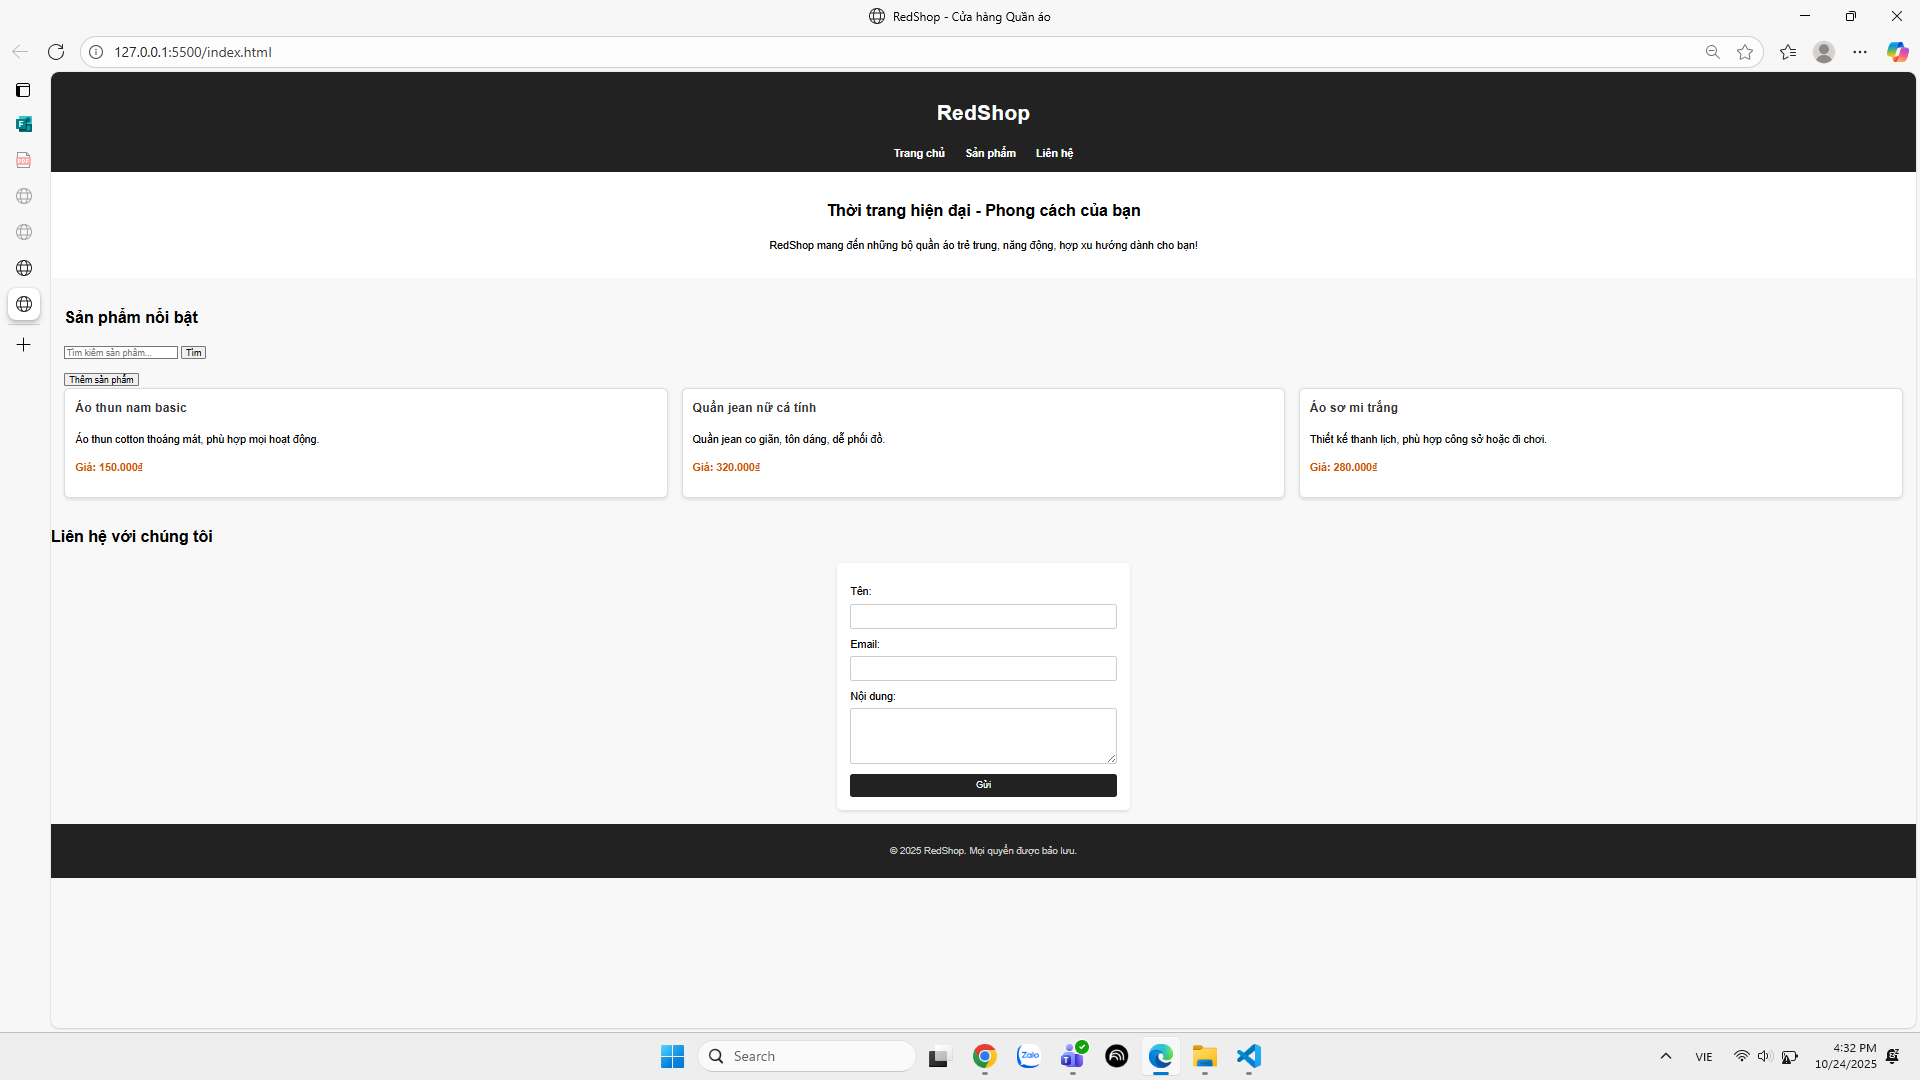 RedShop - Cửa hàng Quần áo
127.0.0.1:5500/index.html
RedShop
Trang chủ Sản phẩm Liên hệ
Thời trang hiện đại - Phong cách của bạn
RedShop mang đến những bộ quần áo trẻ trung, năng động, hợp xu hướng dành cho bạn!
Sản phẩm nổi bật
Tìm kiếm sản phẩm... Tìm
Thêm sản phẩm
Áo thun nam basic
Áo thun cotton thoáng mát, phù hợp mọi hoạt động.
Giá: 150.000₫
Quần jean nữ cá tính
Quần jean co giãn, tôn dáng, dễ phối đồ.
Giá: 320.000₫
Áo sơ mi trắng
Thiết kế thanh lịch, phù hợp công sở hoặc đi chơi.
Giá: 280.000₫
Liên hệ với chúng tôi
Tên:
Email:
Nội dung:
Gửi
© 2025 RedShop. Mọi quyền được bảo lưu.
Search
Zalo
VIE
4:32 PM
10/24/2025